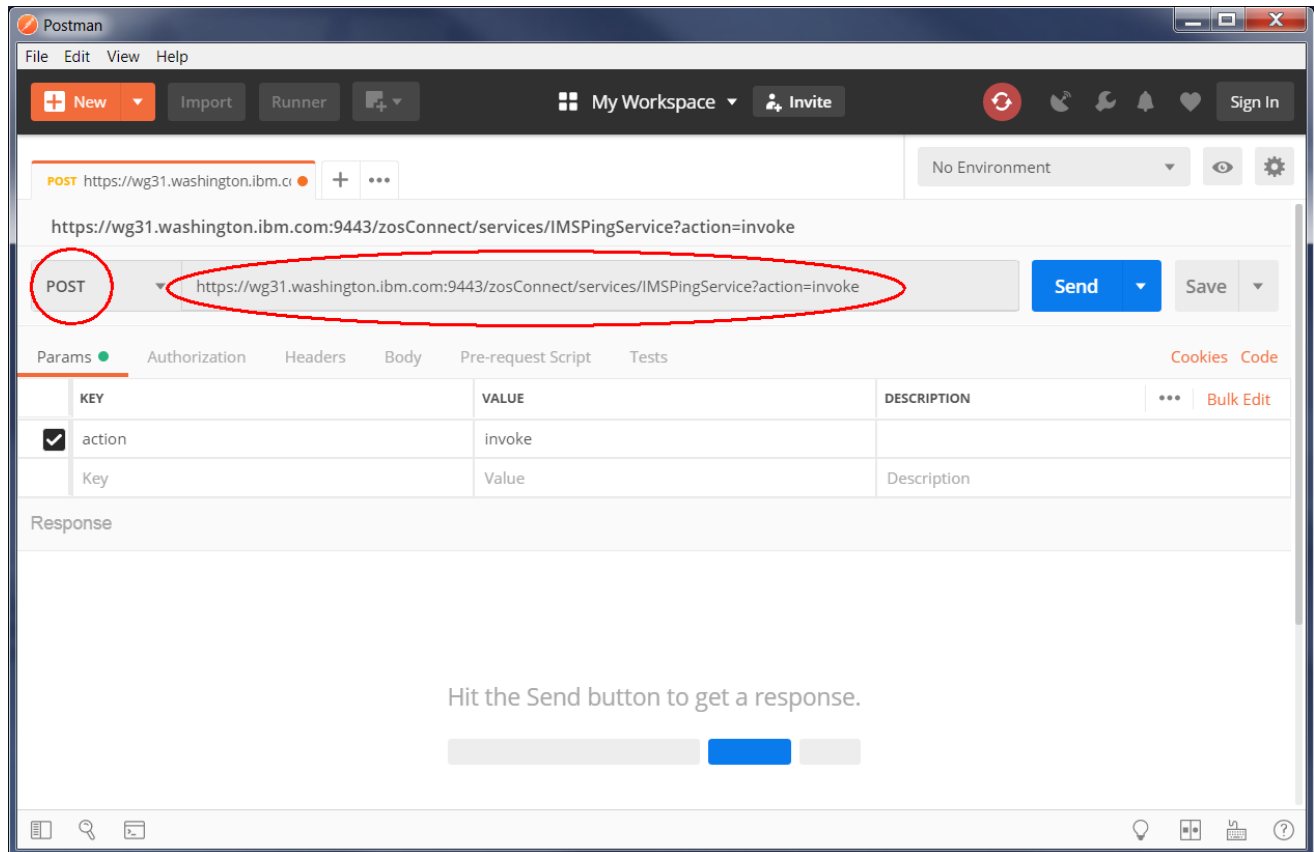 Postman
File Edit View Help
New Import Runner My Workspace Invite Sign In
POST https://wg31.washington.ibm.c No Environment
https://wg31.washington.ibm.com:9443/zosConnect/services/IMSPingService?action=invoke
POST https://wg31.washington.ibm.com:9443/zosConnect/services/IMSPingService?action=invoke Send Save
Params Authorization Headers Body Pre-request Script Tests Cookies Code
KEY VALUE DESCRIPTION Bulk Edit
action invoke
Key Value Description
Response
Hit the Send button to get a response.